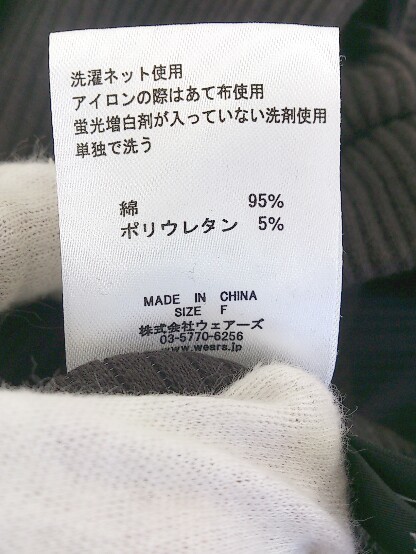 洗濯ネット使用
アイロンの際はあて布使用
蛍光増白剤が入っていない洗剤使用
単独で洗う
綿 95%
ポリウレタン 5%
MADE IN CHINA
SIZE F
株式会社ウェアーズ
03-5770-6256
www.wears.jp